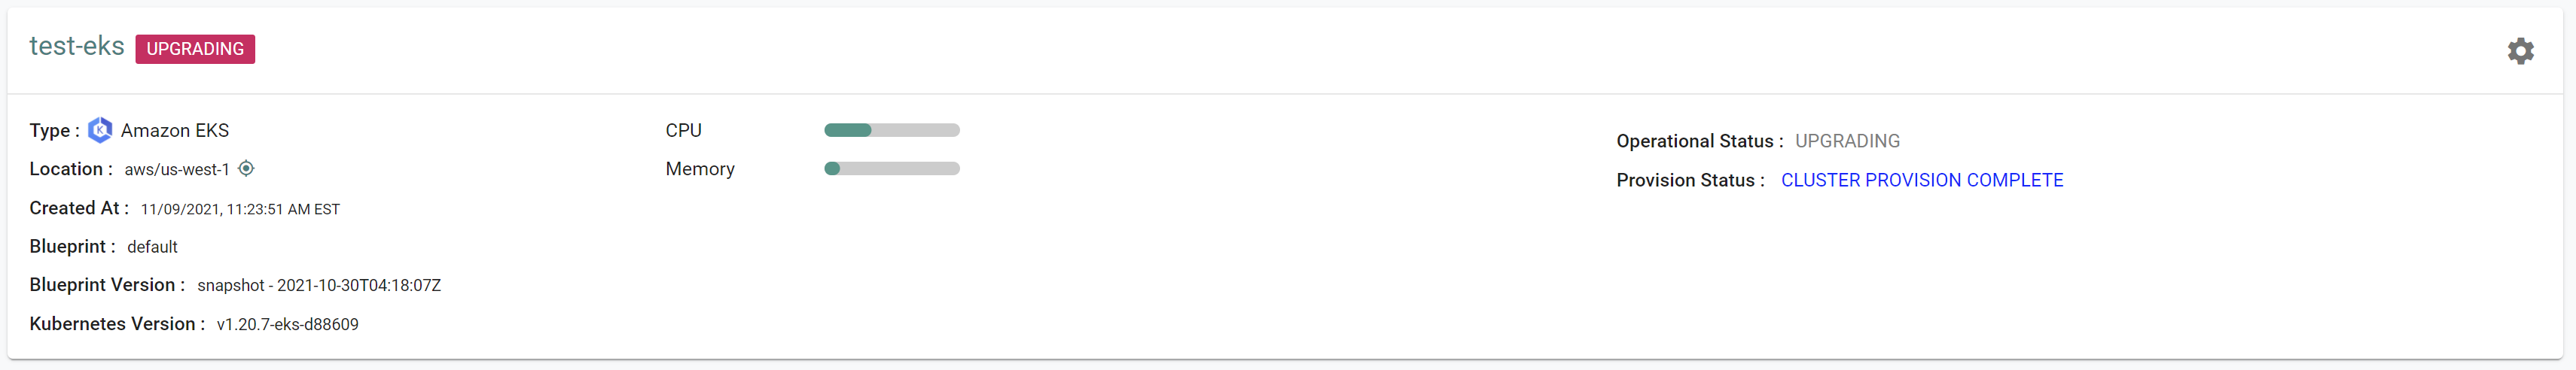 test-eks UPGRADING
Type : Amazon EKS
Location : aws/us-west-1
Created At : 11/09/2021, 11:23:51 AM EST
Blueprint : default
Blueprint Version : snapshot - 2021-10-30T04:18:07Z
Kubernetes Version : v1.20.7-eks-d88609
CPU
Memory
Operational Status : UPGRADING
Provision Status : CLUSTER PROVISION COMPLETE